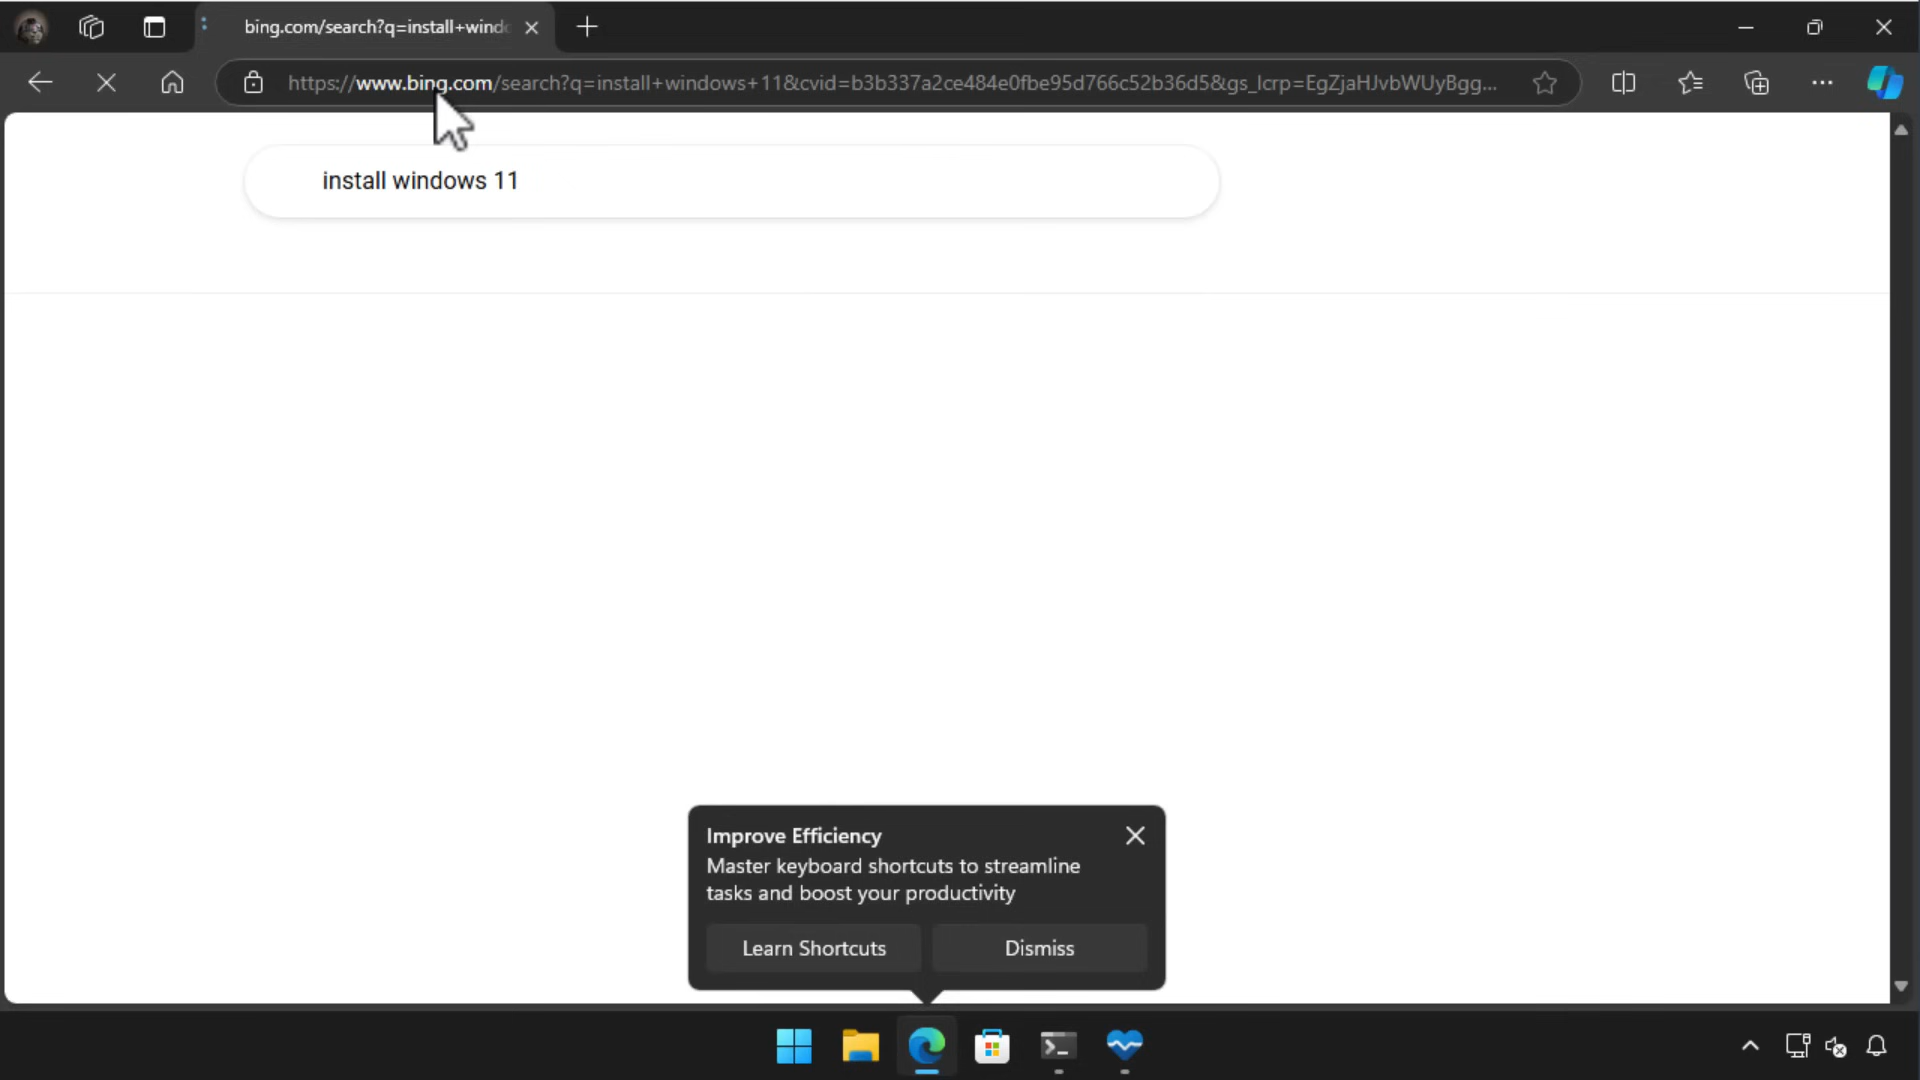 bing.com/search?q=install+windo
https://www.bing.com/search?q=install+windows+11&cvid=b3b337a2ce484e0fbe95d766c52b36d5&gs_lcrp=EgZjaHJvbWUyBgg...
install windows 11
Improve Efficiency
Master keyboard shortcuts to streamline
tasks and boost your productivity
Learn Shortcuts
Dismiss